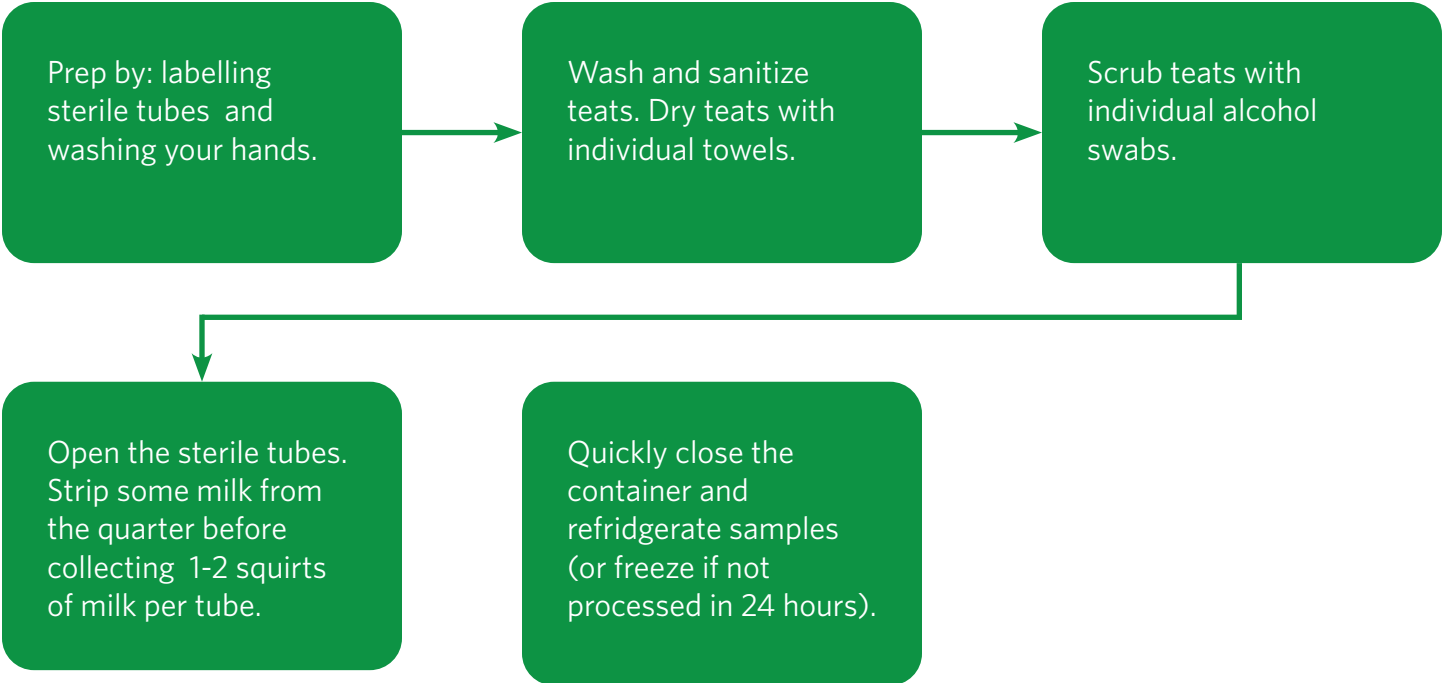 Prep by: labelling
sterile tubes  and
washing your hands.
Wash and sanitize
teats. Dry teats with
individual towels.
Scrub teats with
individual alcohol
swabs.
Open the sterile tubes.
Strip some milk from
the quarter before
collecting  1-2 squirts
of milk per tube.
Quickly close the
container and
refridgerate samples
(or freeze if not
processed in 24 hours).